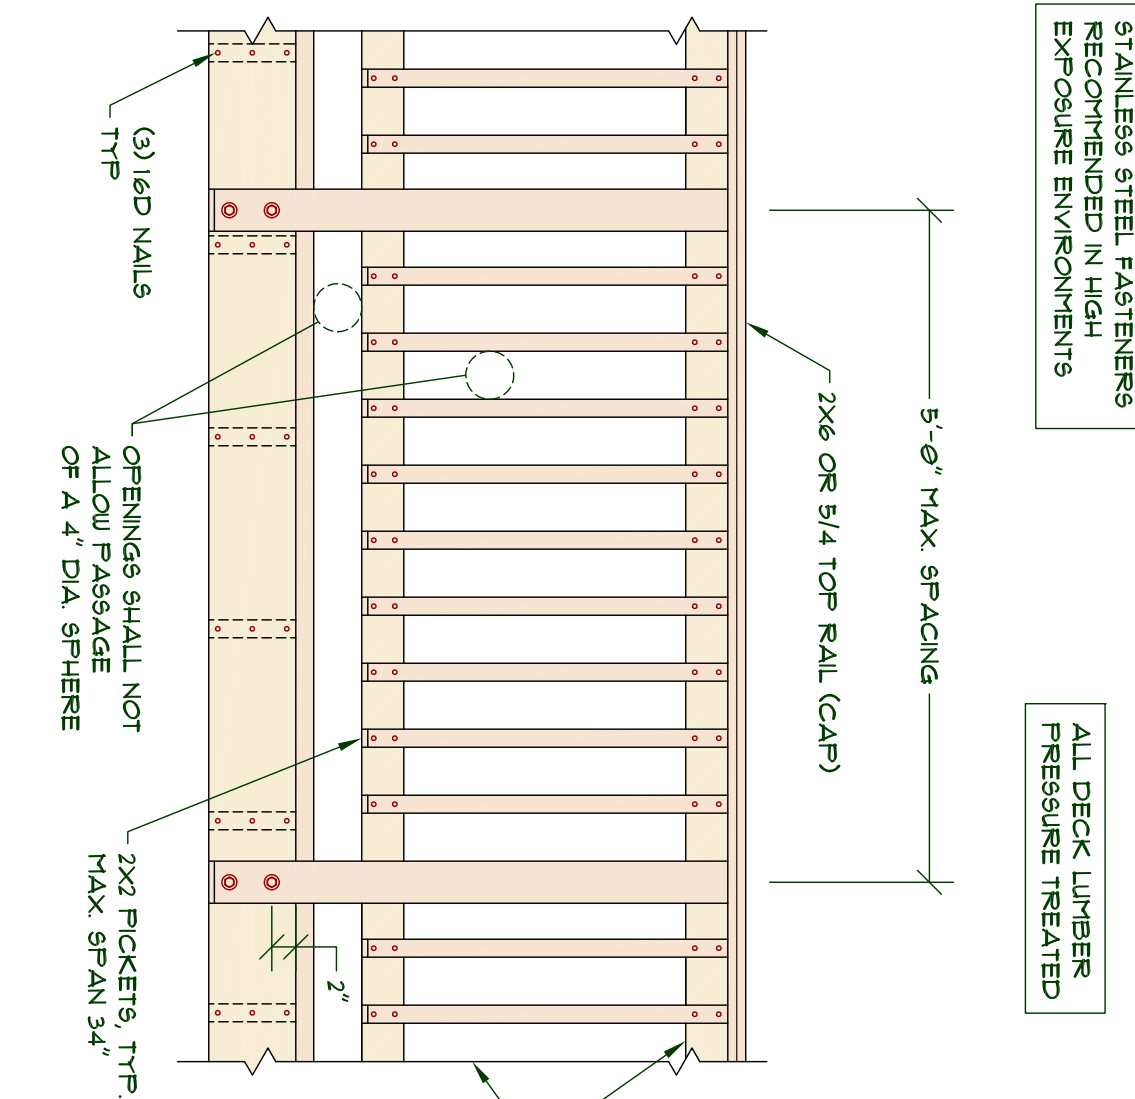 STAINLESS STEEL FASTENERS
RECOMMENDED IN HIGH
EXPOSURE ENVIRONMENTS
ALL DECK LUMBER
PRESSURE TREATED
5'-0" MAX. SPACING
2X6 OR 5/4 TOP RAIL (CAP)
(3) 16D NAILS
TYP
OPENINGS SHALL NOT
ALLOW PASSAGE
OF A 4" DIA. SPHERE
2X2 PICKETS, TYP.
MAX. SPAN 34"
2"